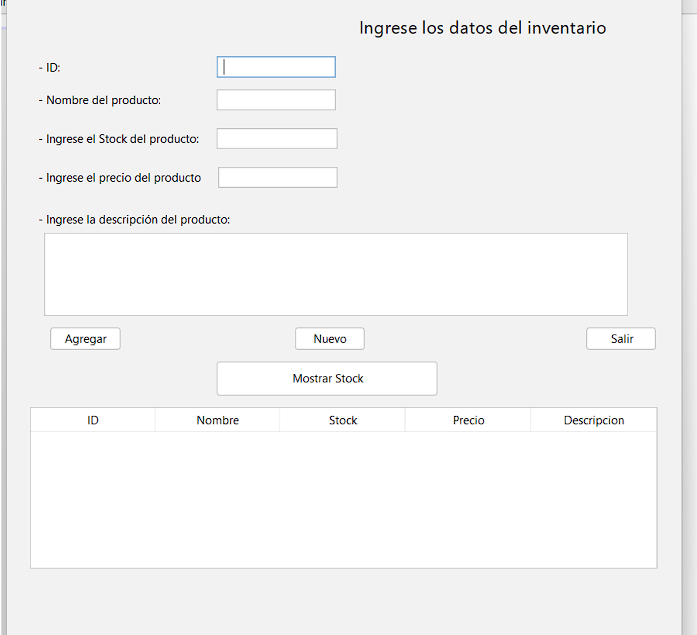 Ingrese los datos del inventario
- ID:
- Nombre del producto:
- Ingrese el Stock del producto:
- Ingrese el precio del producto
- Ingrese la descripción del producto:
Agregar Nuevo Salir
Mostrar Stock
ID Nombre Stock Precio Descripcion